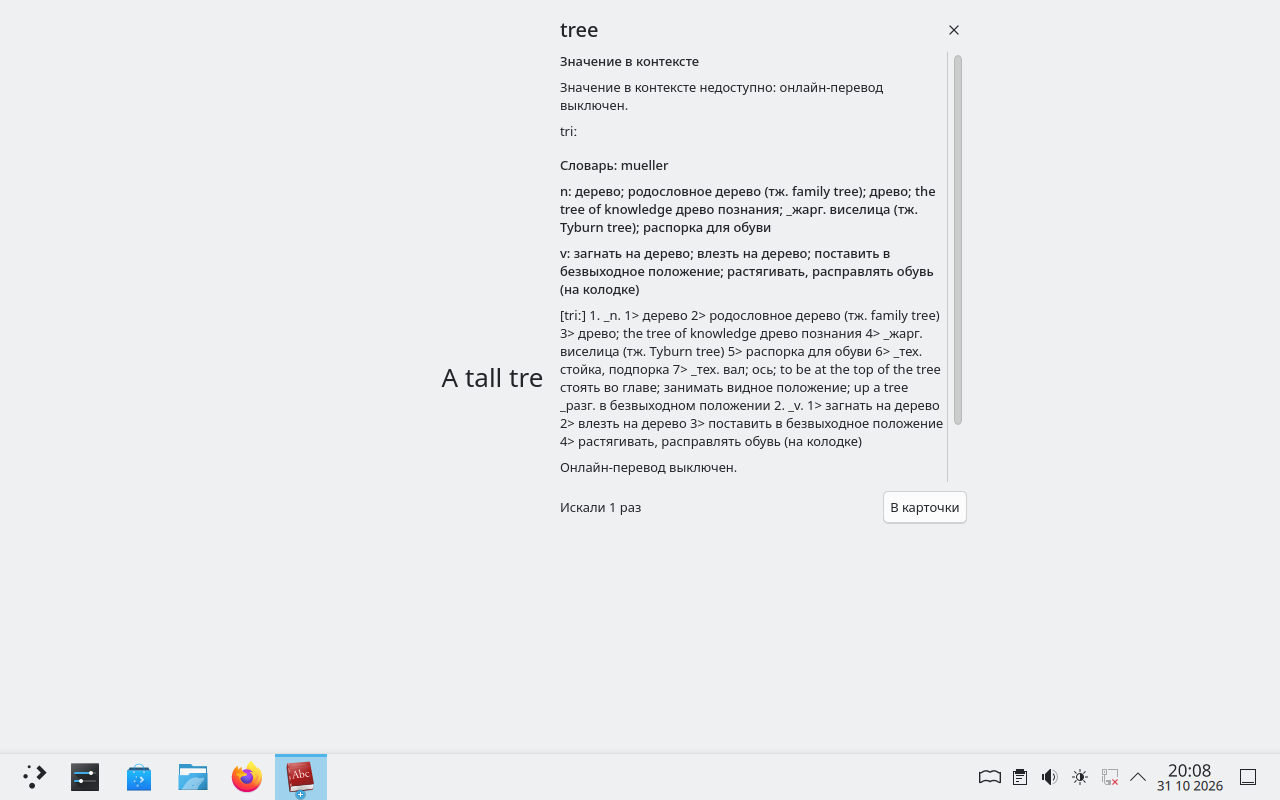 tree
Значение в контексте
Значение в контексте недоступно: онлайн-перевод
выключен.
tri:
Словарь: mueller
n: дерево; родословное дерево (тж. family tree); древо; the
tree of knowledge древо познания; _жарг. виселица (тж.
Tyburn tree); распорка для обуви
v: загнать на дерево; влезть на дерево; поставить в
безвыходное положение; растягивать, расправлять обувь
(на колодке)
[tri:] 1. _n. 1> дерево 2> родословное дерево (тж. family tree)
3> древо; the tree of knowledge древо познания 4> _жарг.
виселица (тж. Tyburn tree) 5> распорка для обуви 6> _тех.
стойка, подпорка 7> _тех. вал; ось; to be at the top of the tree
стоять во главе; занимать видное положение; up a tree
_разг. в безвыходном положении 2. _v. 1> загнать на дерево
2> влезть на дерево 3> поставить в безвыходное положение
4> растягивать, расправлять обувь (на колодке)
Онлайн-перевод выключен.
Искали 1 раз
В карточки
A tall tre
Abc
20:08
31 10 2026